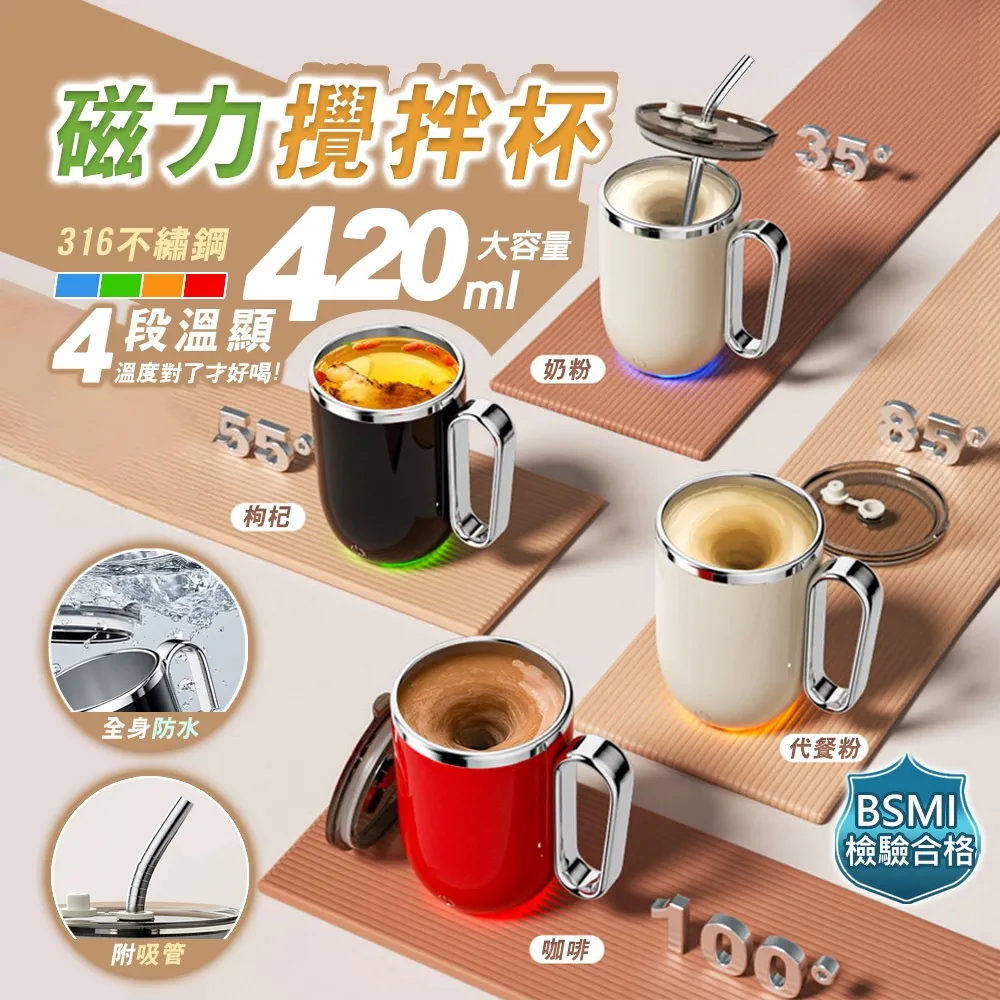 磁力攪拌杯
316不鏽鋼
420ml
大容量
4段溫顯
溫度對了才好喝!
35°
奶粉
55°
枸杞
85°
代餐粉
全身防水
BSMI
檢驗合格
附吸管
咖啡
100°